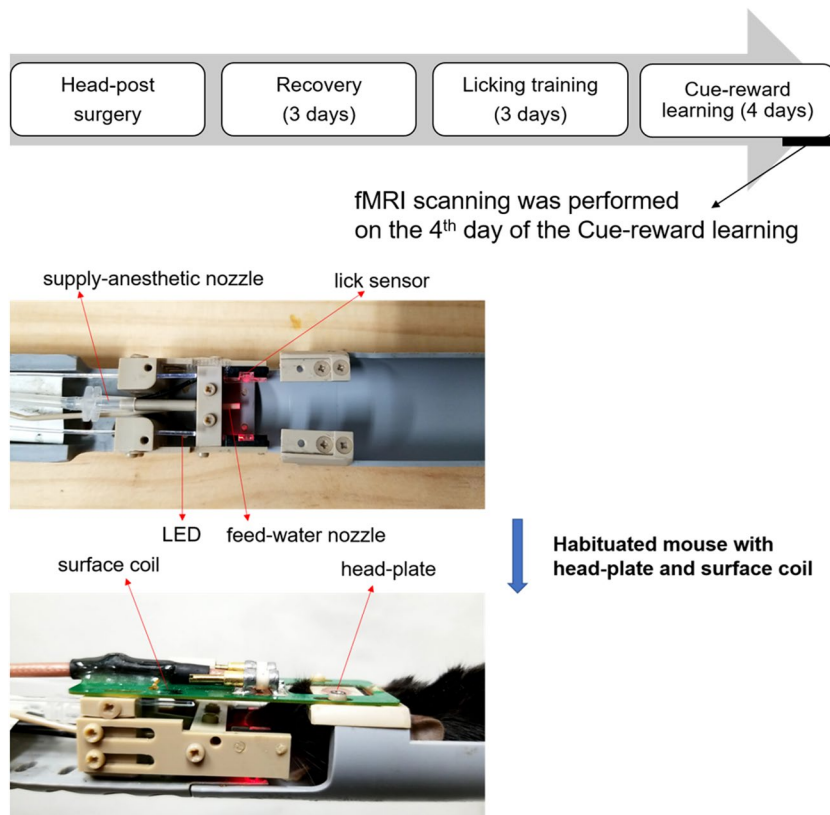 Head-post
surgery
Recovery
(3 days)
Licking training
(3 days)
Cue-reward
learning (4 days)
fMRI scanning was performed
on the 4th day of the Cue-reward learning
supply-anesthetic nozzle
lick sensor
LED
feed-water nozzle
surface coil
head-plate
Habituated mouse with
head-plate and surface coil